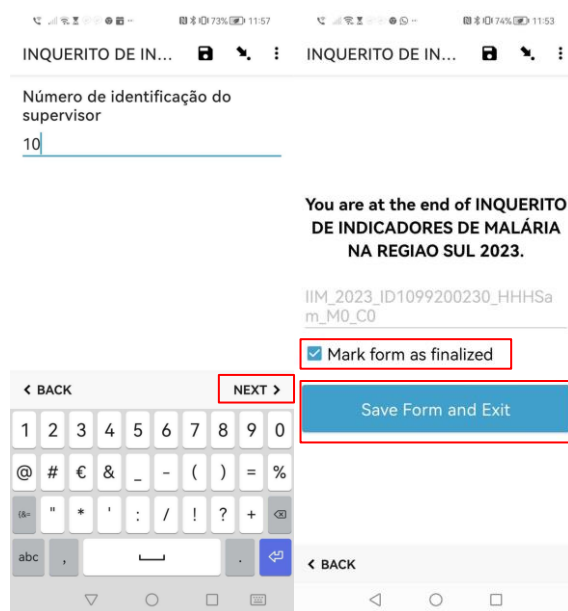 73% 11:57
INQUERITO DE IN...
Número de identificação do
supervisor
10
< BACK
NEXT >
1 2 3 4 5 6 7 8 9 0
@ # € & _ - ( ) = %
{&= " * ' : / ! ? +
abc , .
74% 11:53
INQUERITO DE IN...
You are at the end of INQUERITO
DE INDICADORES DE MALÁRIA
NA REGIAO SUL 2023.
IIM_2023_ID1099200230_HHHSa
m_M0_C0
Mark form as finalized
Save Form and Exit
< BACK